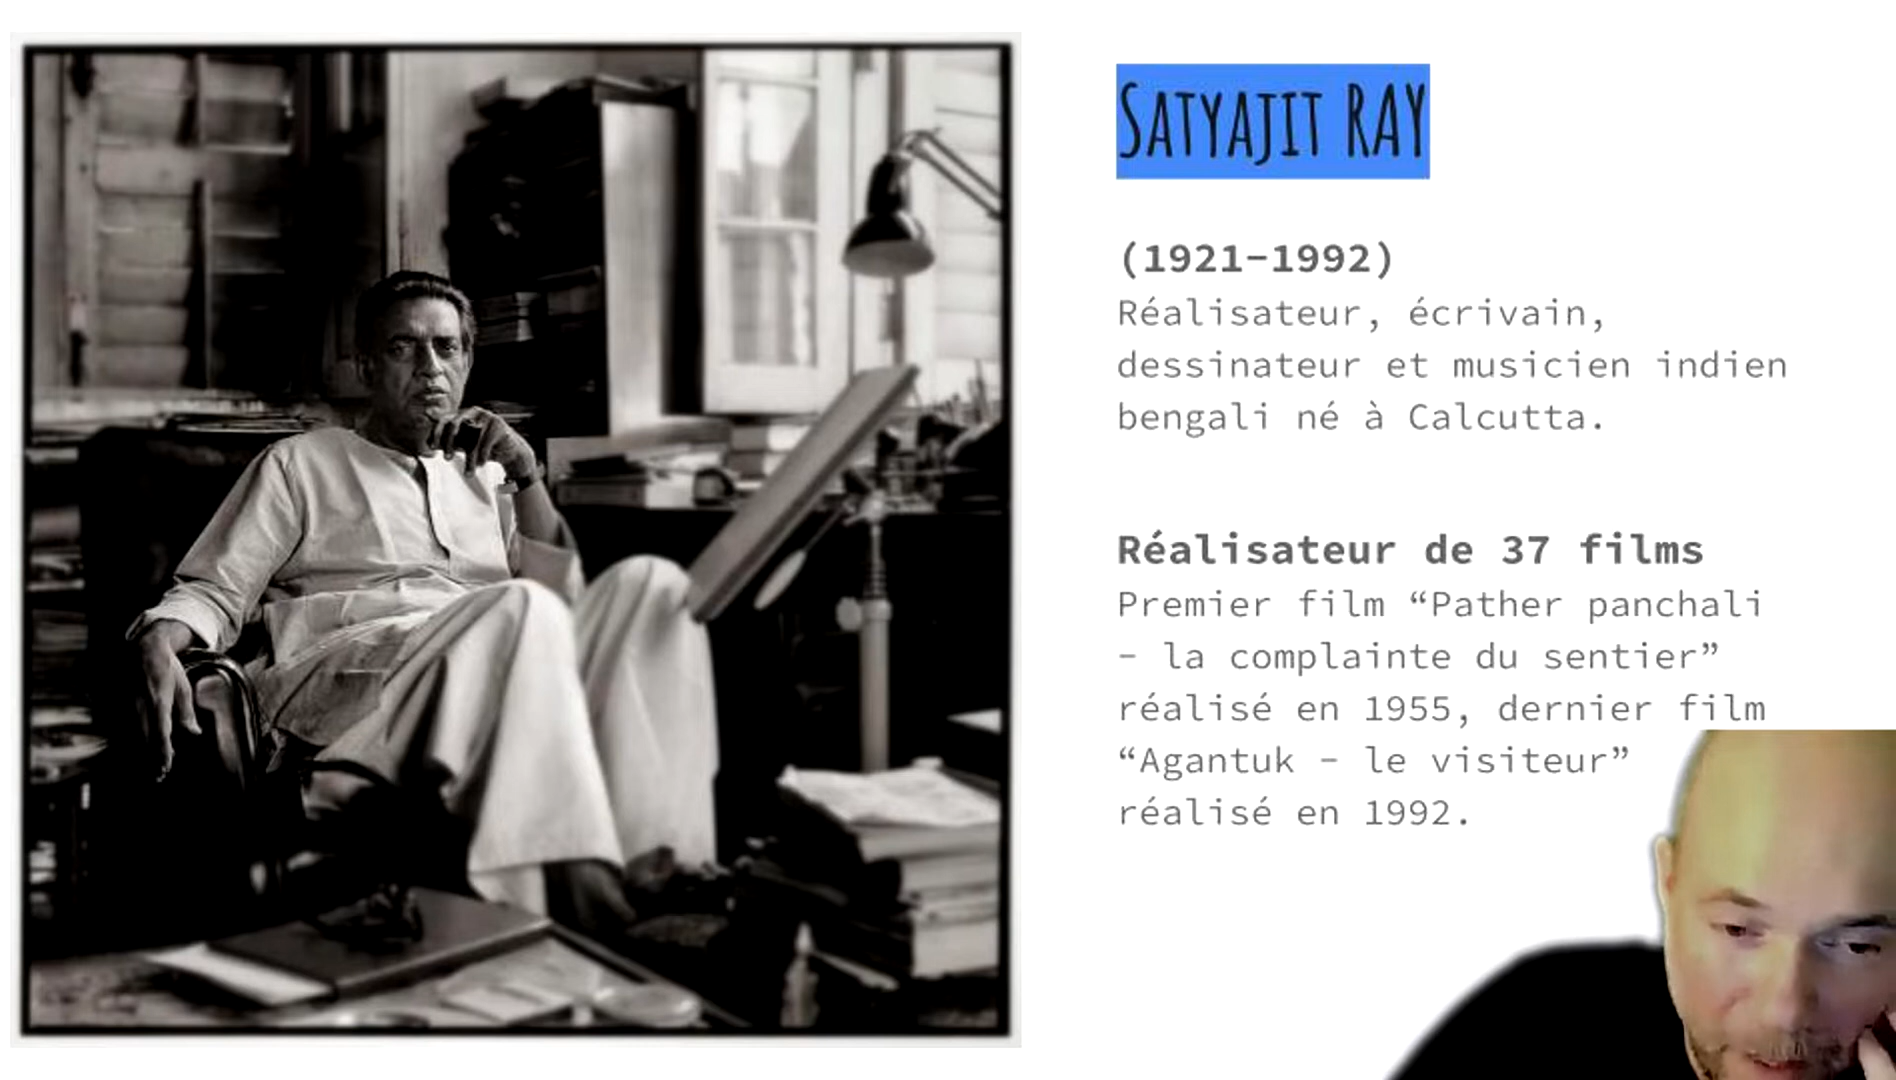 SATYAJIT RAY
(1921-1992)
Réalisateur, écrivain,
dessinateur et musicien indien
bengali né à Calcutta.
Réalisateur de 37 films
Premier film “Pather panchali
- la complainte du sentier”
réalisé en 1955, dernier film
“Agantuk - le visiteur”
réalisé en 1992.